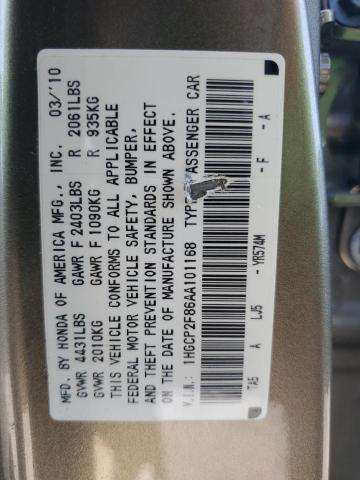 MFD. BY HONDA OF AMERICA MFG., INC. 03/'10
GVWR 4431LBS GAWR F 2403LBS R 2061LBS
GVWR 2010KG GAWR F 1090KG R 935KG
THIS VEHICLE CONFORMS TO ALL APPLICABLE
FEDERAL MOTOR VEHICLE SAFETY, BUMPER,
AND THEFT PREVENTION STANDARDS IN EFFECT
ON THE DATE OF MANUFACTURE SHOWN ABOVE.
V.I.N.: 1HGCP2F86AA101168 TYPE: PASSENGER CAR
TA5 A LJ5 - YR574M - F - A